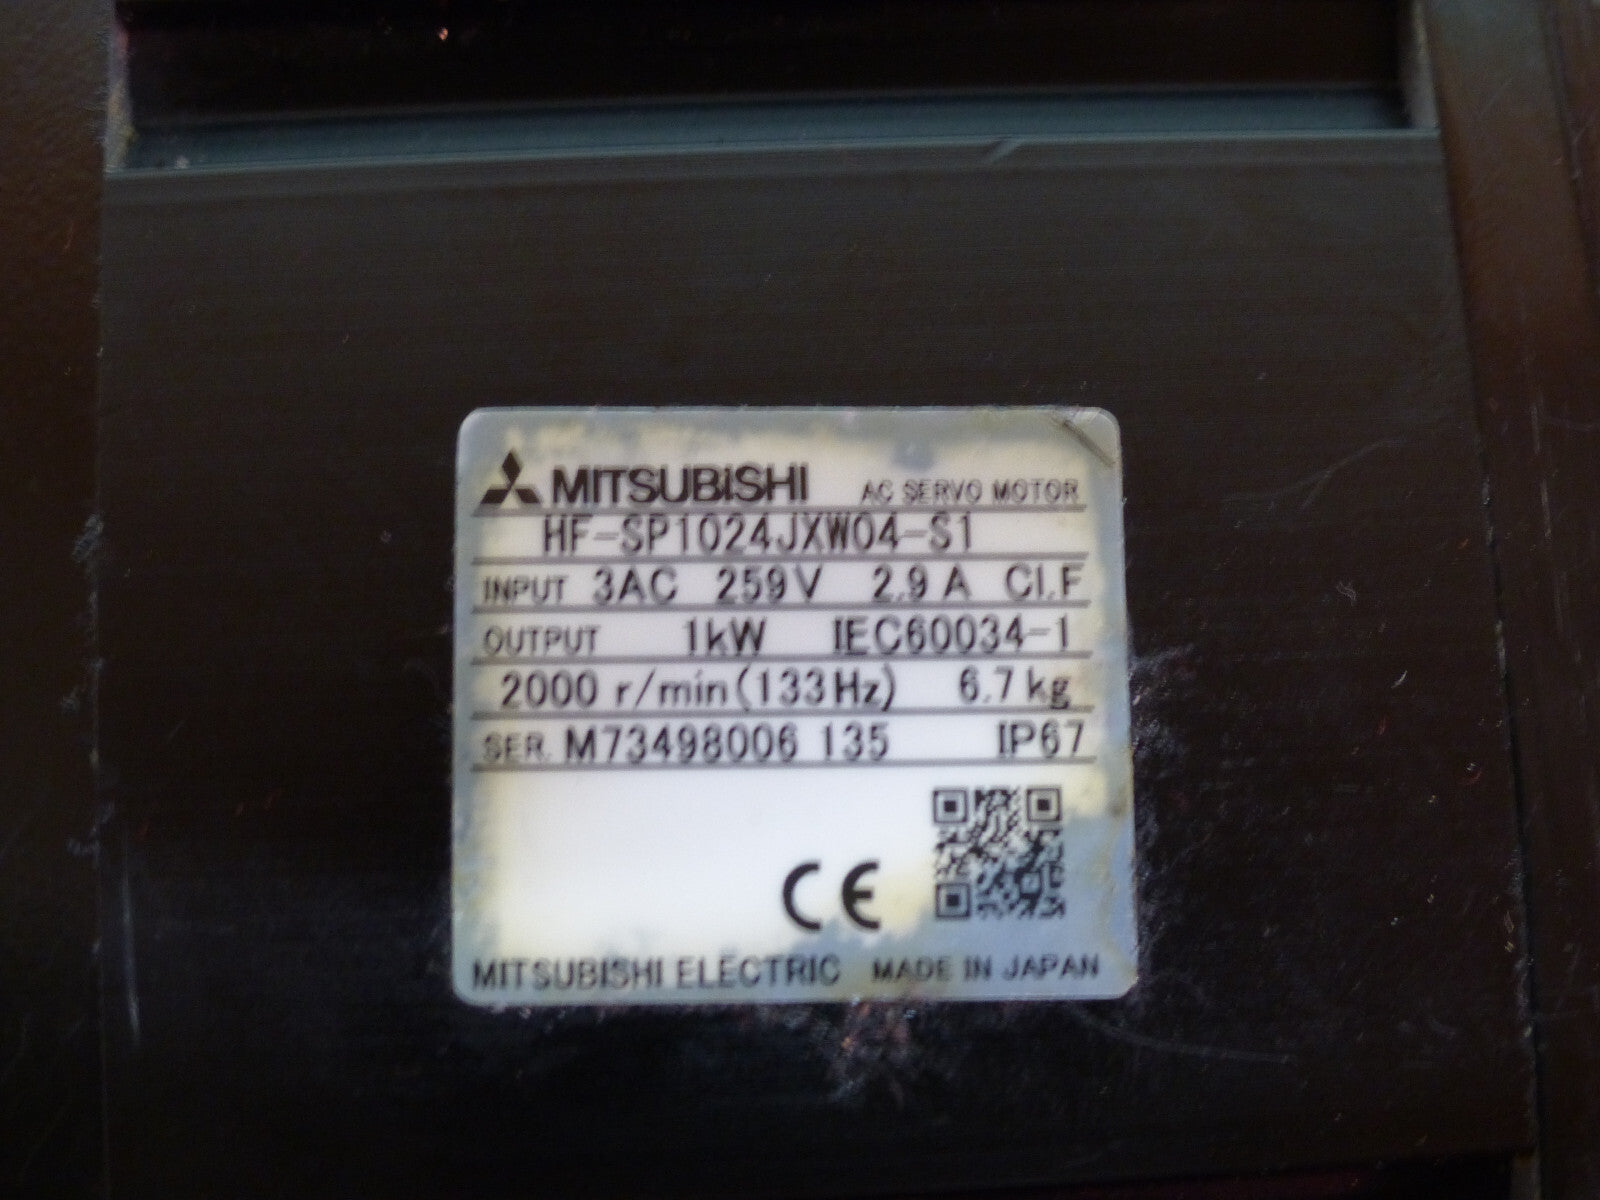 MITSUBISHI AC SERVO MOTOR
HF-SP1024JXW04-S1
INPUT 3AC 259V 2.9A CI.F
OUTPUT 1kW IEC60034-1
2000 r/min(133Hz) 6.7kg
SER. M73498006 135 IP67
CE
MITSUBISHI ELECTRIC MADE IN JAPAN